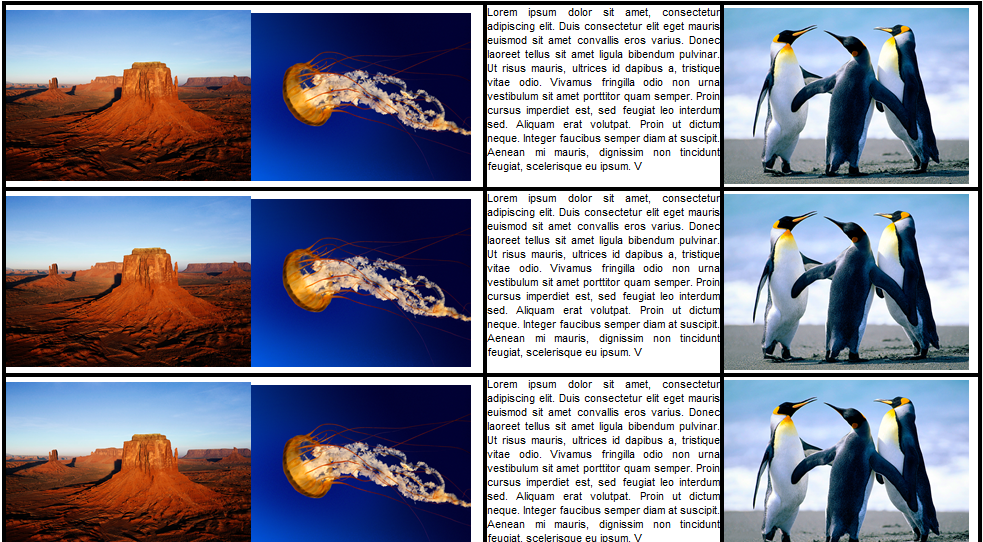 Lorem ipsum dolor sit amet, consectetur
adipiscing elit. Duis consectetur elit eget mauris
euismod sit amet convallis eros varius. Donec
laoreet tellus sit amet ligula bibendum pulvinar.
Ut risus mauris, ultrices id dapibus a, tristique
vitae odio. Vivamus fringilla odio non urna
vestibulum sit amet porttitor quam semper. Proin
cursus imperdiet est, sed feugiat leo interdum
sed. Aliquam erat volutpat. Proin ut dictum
neque. Integer faucibus semper diam at suscipit.
Aenean mi mauris, dignissim non tincidunt
feugiat, scelerisque eu ipsum. V
Lorem ipsum dolor sit amet, consectetur
adipiscing elit. Duis consectetur elit eget mauris
euismod sit amet convallis eros varius. Donec
laoreet tellus sit amet ligula bibendum pulvinar.
Ut risus mauris, ultrices id dapibus a, tristique
vitae odio. Vivamus fringilla odio non urna
vestibulum sit amet porttitor quam semper. Proin
cursus imperdiet est, sed feugiat leo interdum
sed. Aliquam erat volutpat. Proin ut dictum
neque. Integer faucibus semper diam at suscipit.
Aenean mi mauris, dignissim non tincidunt
feugiat, scelerisque eu ipsum. V
Lorem ipsum dolor sit amet, consectetur
adipiscing elit. Duis consectetur elit eget mauris
euismod sit amet convallis eros varius. Donec
laoreet tellus sit amet ligula bibendum pulvinar.
Ut risus mauris, ultrices id dapibus a, tristique
vitae odio. Vivamus fringilla odio non urna
vestibulum sit amet porttitor quam semper. Proin
cursus imperdiet est, sed feugiat leo interdum
sed. Aliquam erat volutpat. Proin ut dictum
neque. Integer faucibus semper diam at suscipit.
Aenean mi mauris, dignissim non tincidunt
feugiat, scelerisque eu ipsum. V